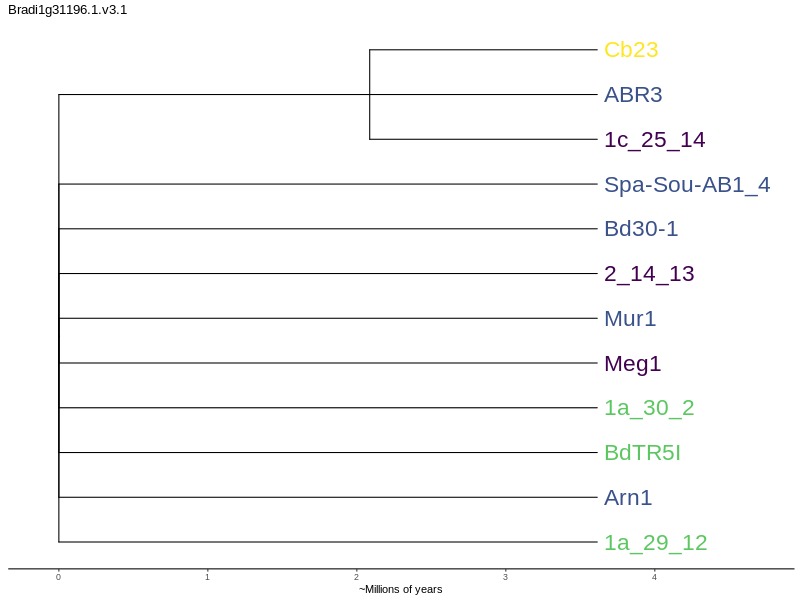 Bradi1g31196.1.v3.1
Cb23
ABR3
1c_25_14
Spa-Sou-AB1_4
Bd30-1
2_14_13
Mur1
Meg1
1a_30_2
BdTR5I
Arn1
1a_29_12
0 1 2 3 4
~Millions of years